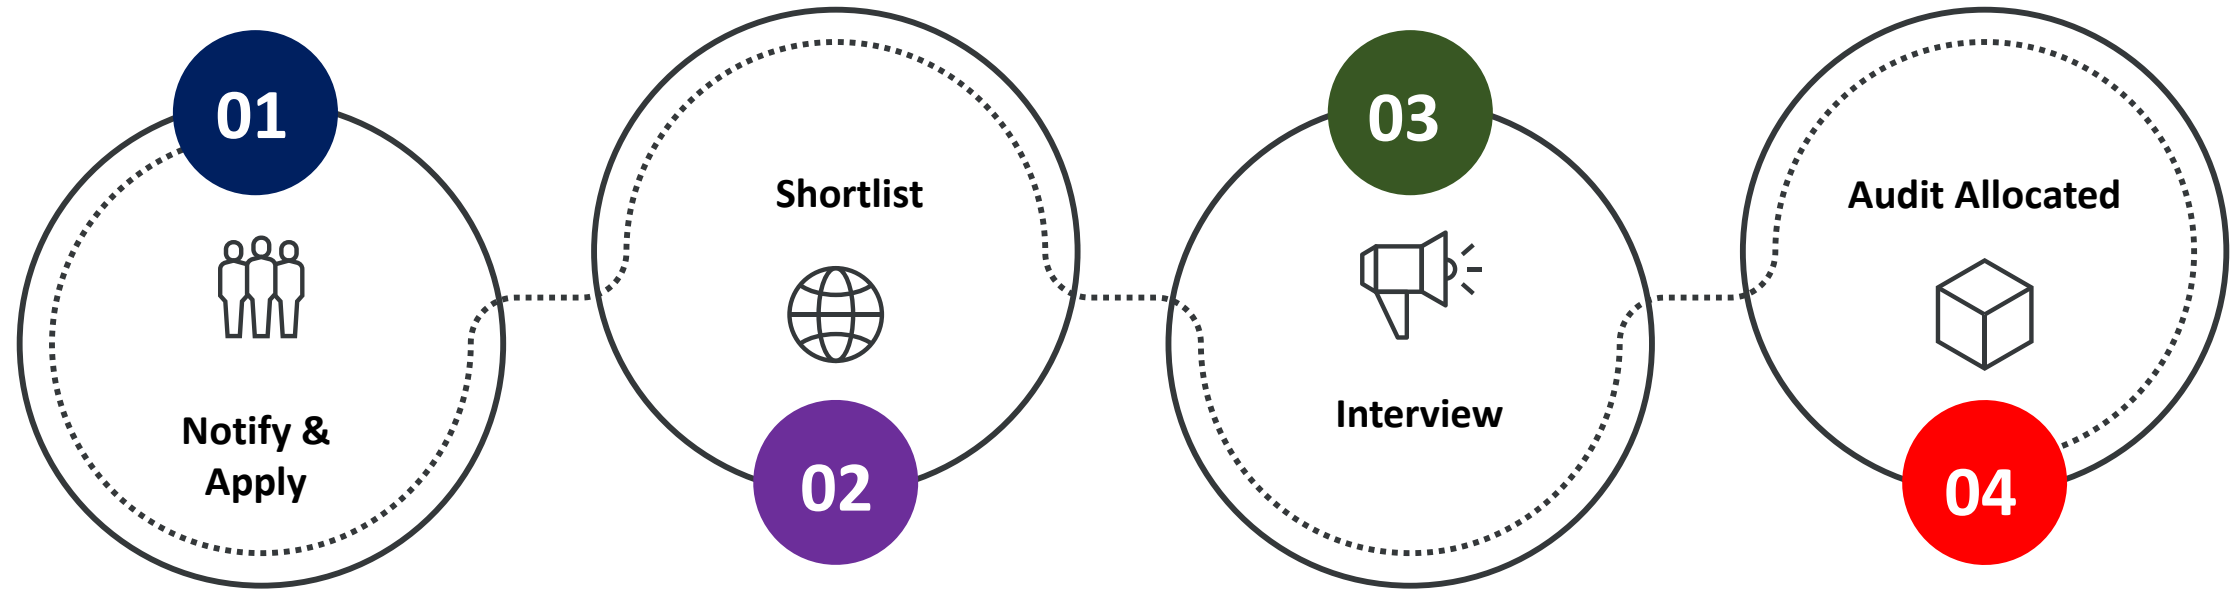 01
Notify &
Apply
Shortlist
02
03
Interview
Audit Allocated
04